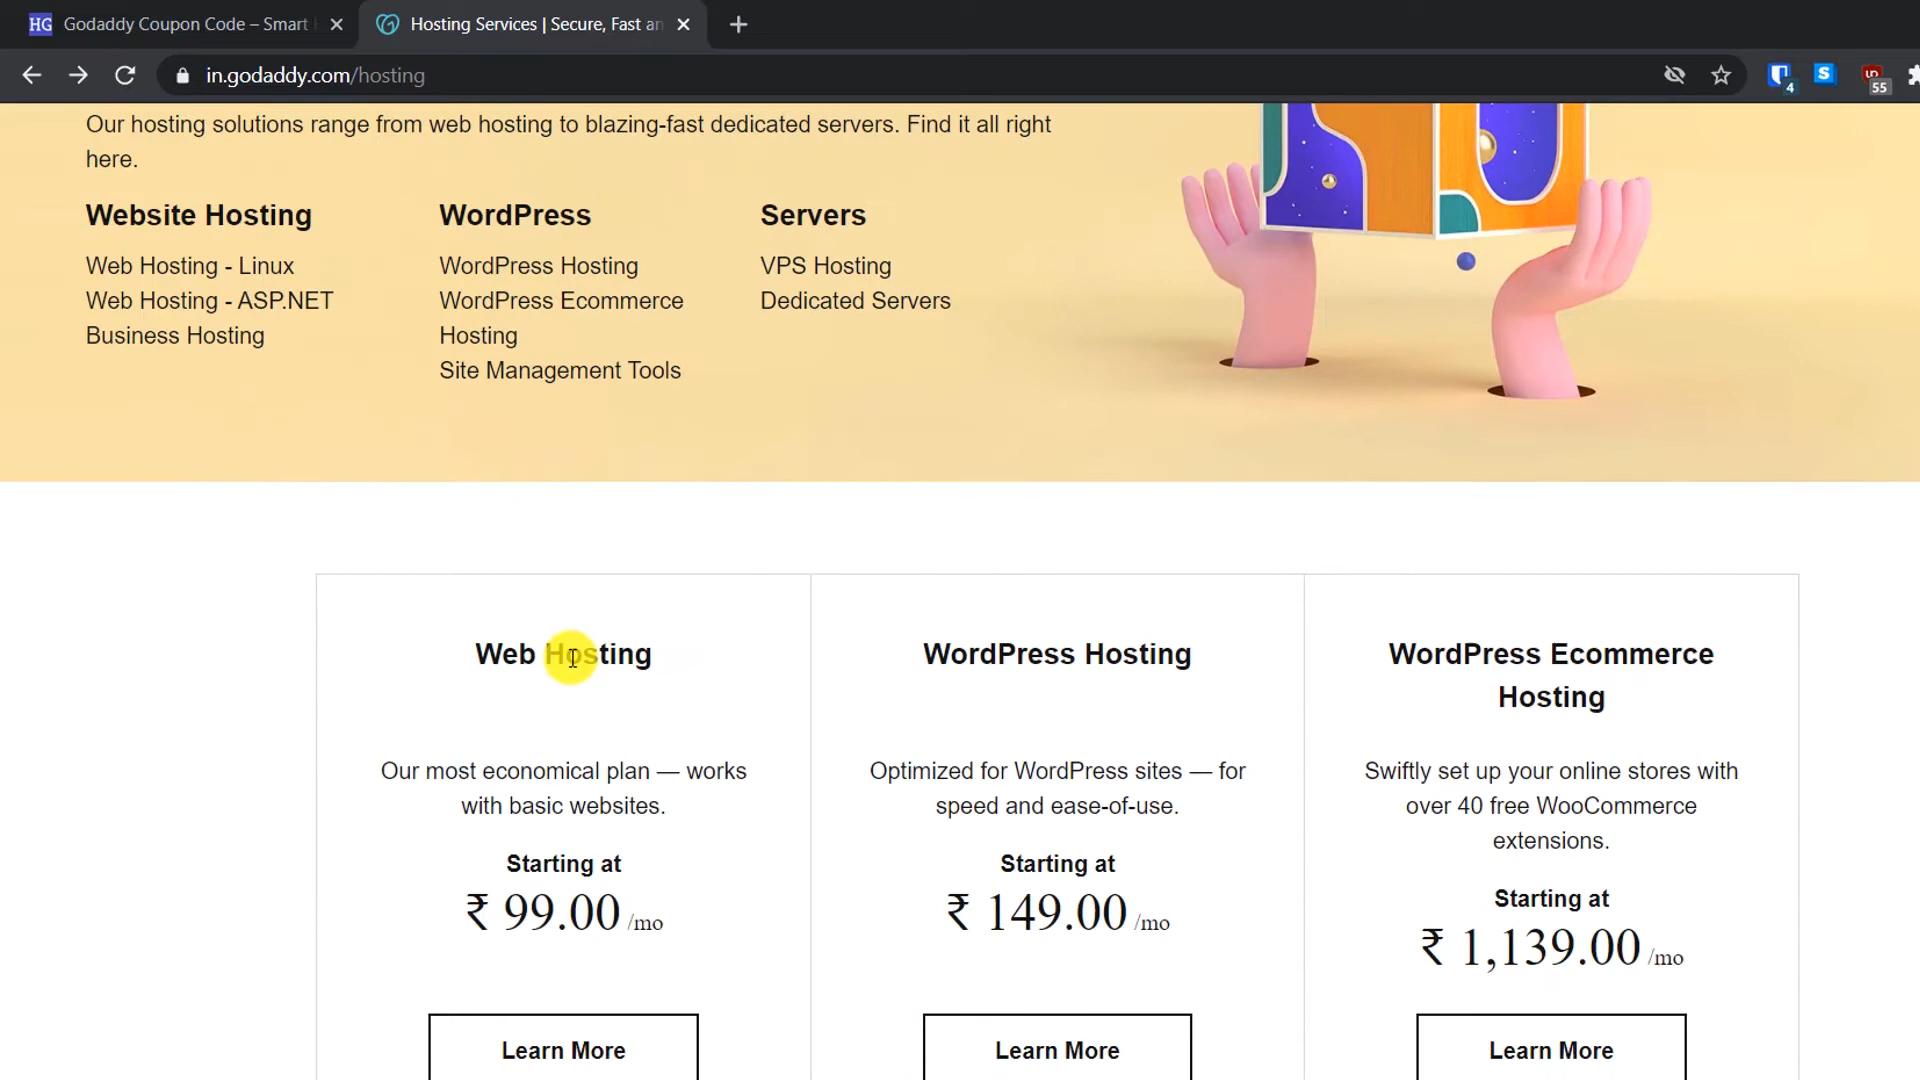 HG Godaddy Coupon Code – Smart
Hosting Services | Secure, Fast an
in.godaddy.com/hosting
4
S
55
Our hosting solutions range from web hosting to blazing-fast dedicated servers. Find it all right
here.
Website Hosting
Web Hosting - Linux
Web Hosting - ASP.NET
Business Hosting
WordPress
WordPress Hosting
WordPress Ecommerce
Hosting
Site Management Tools
Servers
VPS Hosting
Dedicated Servers
Web Hosting
Our most economical plan — works
with basic websites.
Starting at
₹ 99.00 /mo
Learn More
WordPress Hosting
Optimized for WordPress sites — for
speed and ease-of-use.
Starting at
₹ 149.00 /mo
Learn More
WordPress Ecommerce
Hosting
Swiftly set up your online stores with
over 40 free WooCommerce
extensions.
Starting at
₹ 1,139.00 /mo
Learn More